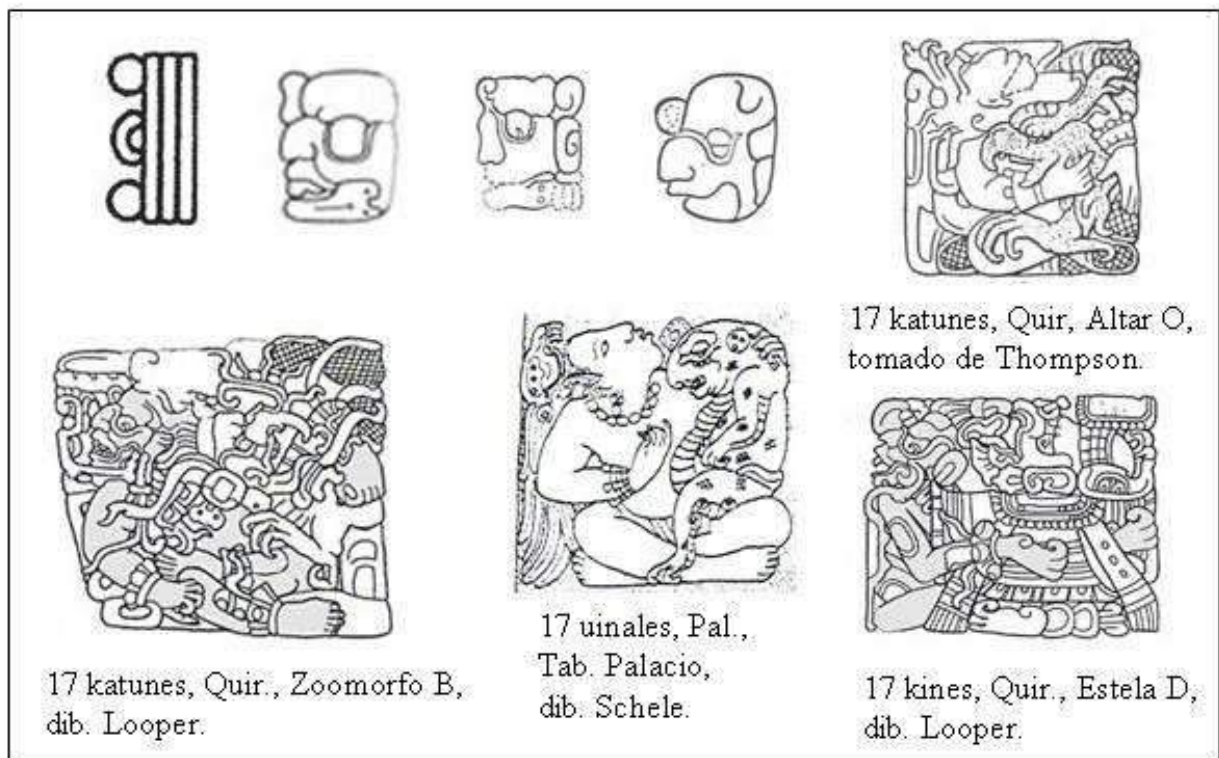 17 katunes, Quir, Altar O,
tomado de Thompson.
17 katunes, Quir., Zoomorfo B,
dib. Looper.
17 uinales, Pal.,
Tab. Palacio,
dib. Schele.
17 kines, Quir., Estela D,
dib. Looper.